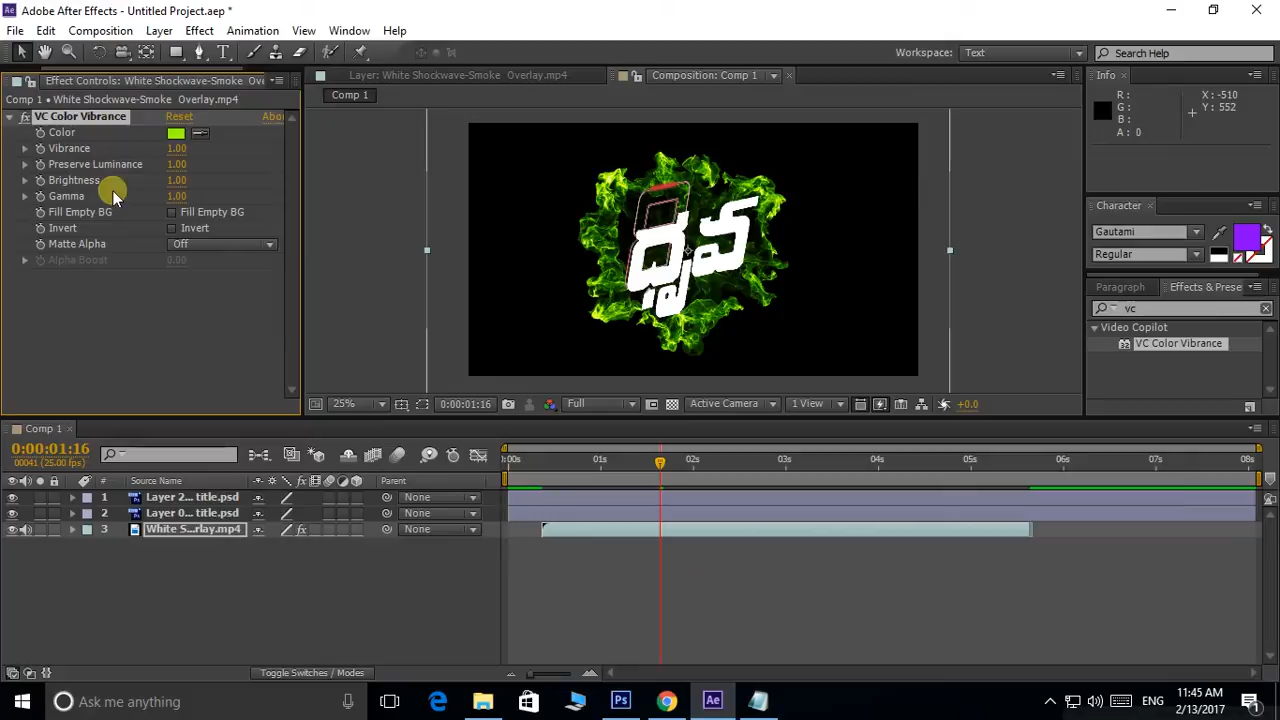 Adobe After Effects - Untitled Project.aep *
File Edit Composition Layer Effect Animation View Window Help
Workspace: Text Search Help
Effect Controls: White Shockwave-Smoke Ove
Layer: White Shockwave-Smoke Overlay.mp4
Composition: Comp 1
Info
Comp 1 • White Shockwave-Smoke Overlay.mp4
Comp 1
R :
G :
B :
A : 0
X : -510
Y : 552
fx VC Color Vibrance Reset Abou
Color
Vibrance 1.00
Preserve Luminance 1.00
Brightness 1.00
Gamma 1.00
Fill Empty BG Fill Empty BG
Invert Invert
Matte Alpha Off
Alpha Boost 0.00
Character
Gautami
Regular
Paragraph Effects & Prese
vc
Video Copilot
32 VC Color Vibrance
25% 0:00:01:16 Full Active Camera 1 View +0.0
Comp 1
0:00:01:16
00041 (25.00 fps)
:00s 01s 02s 03s 04s 05s 06s 07s 08s
# Source Name Parent
1 Layer 2... title.psd None
2 Layer 0... title.psd None
3 White S...rlay.mp4 fx None
Toggle Switches / Modes
Ask me anything
ENG
11:45 AM
2/13/2017